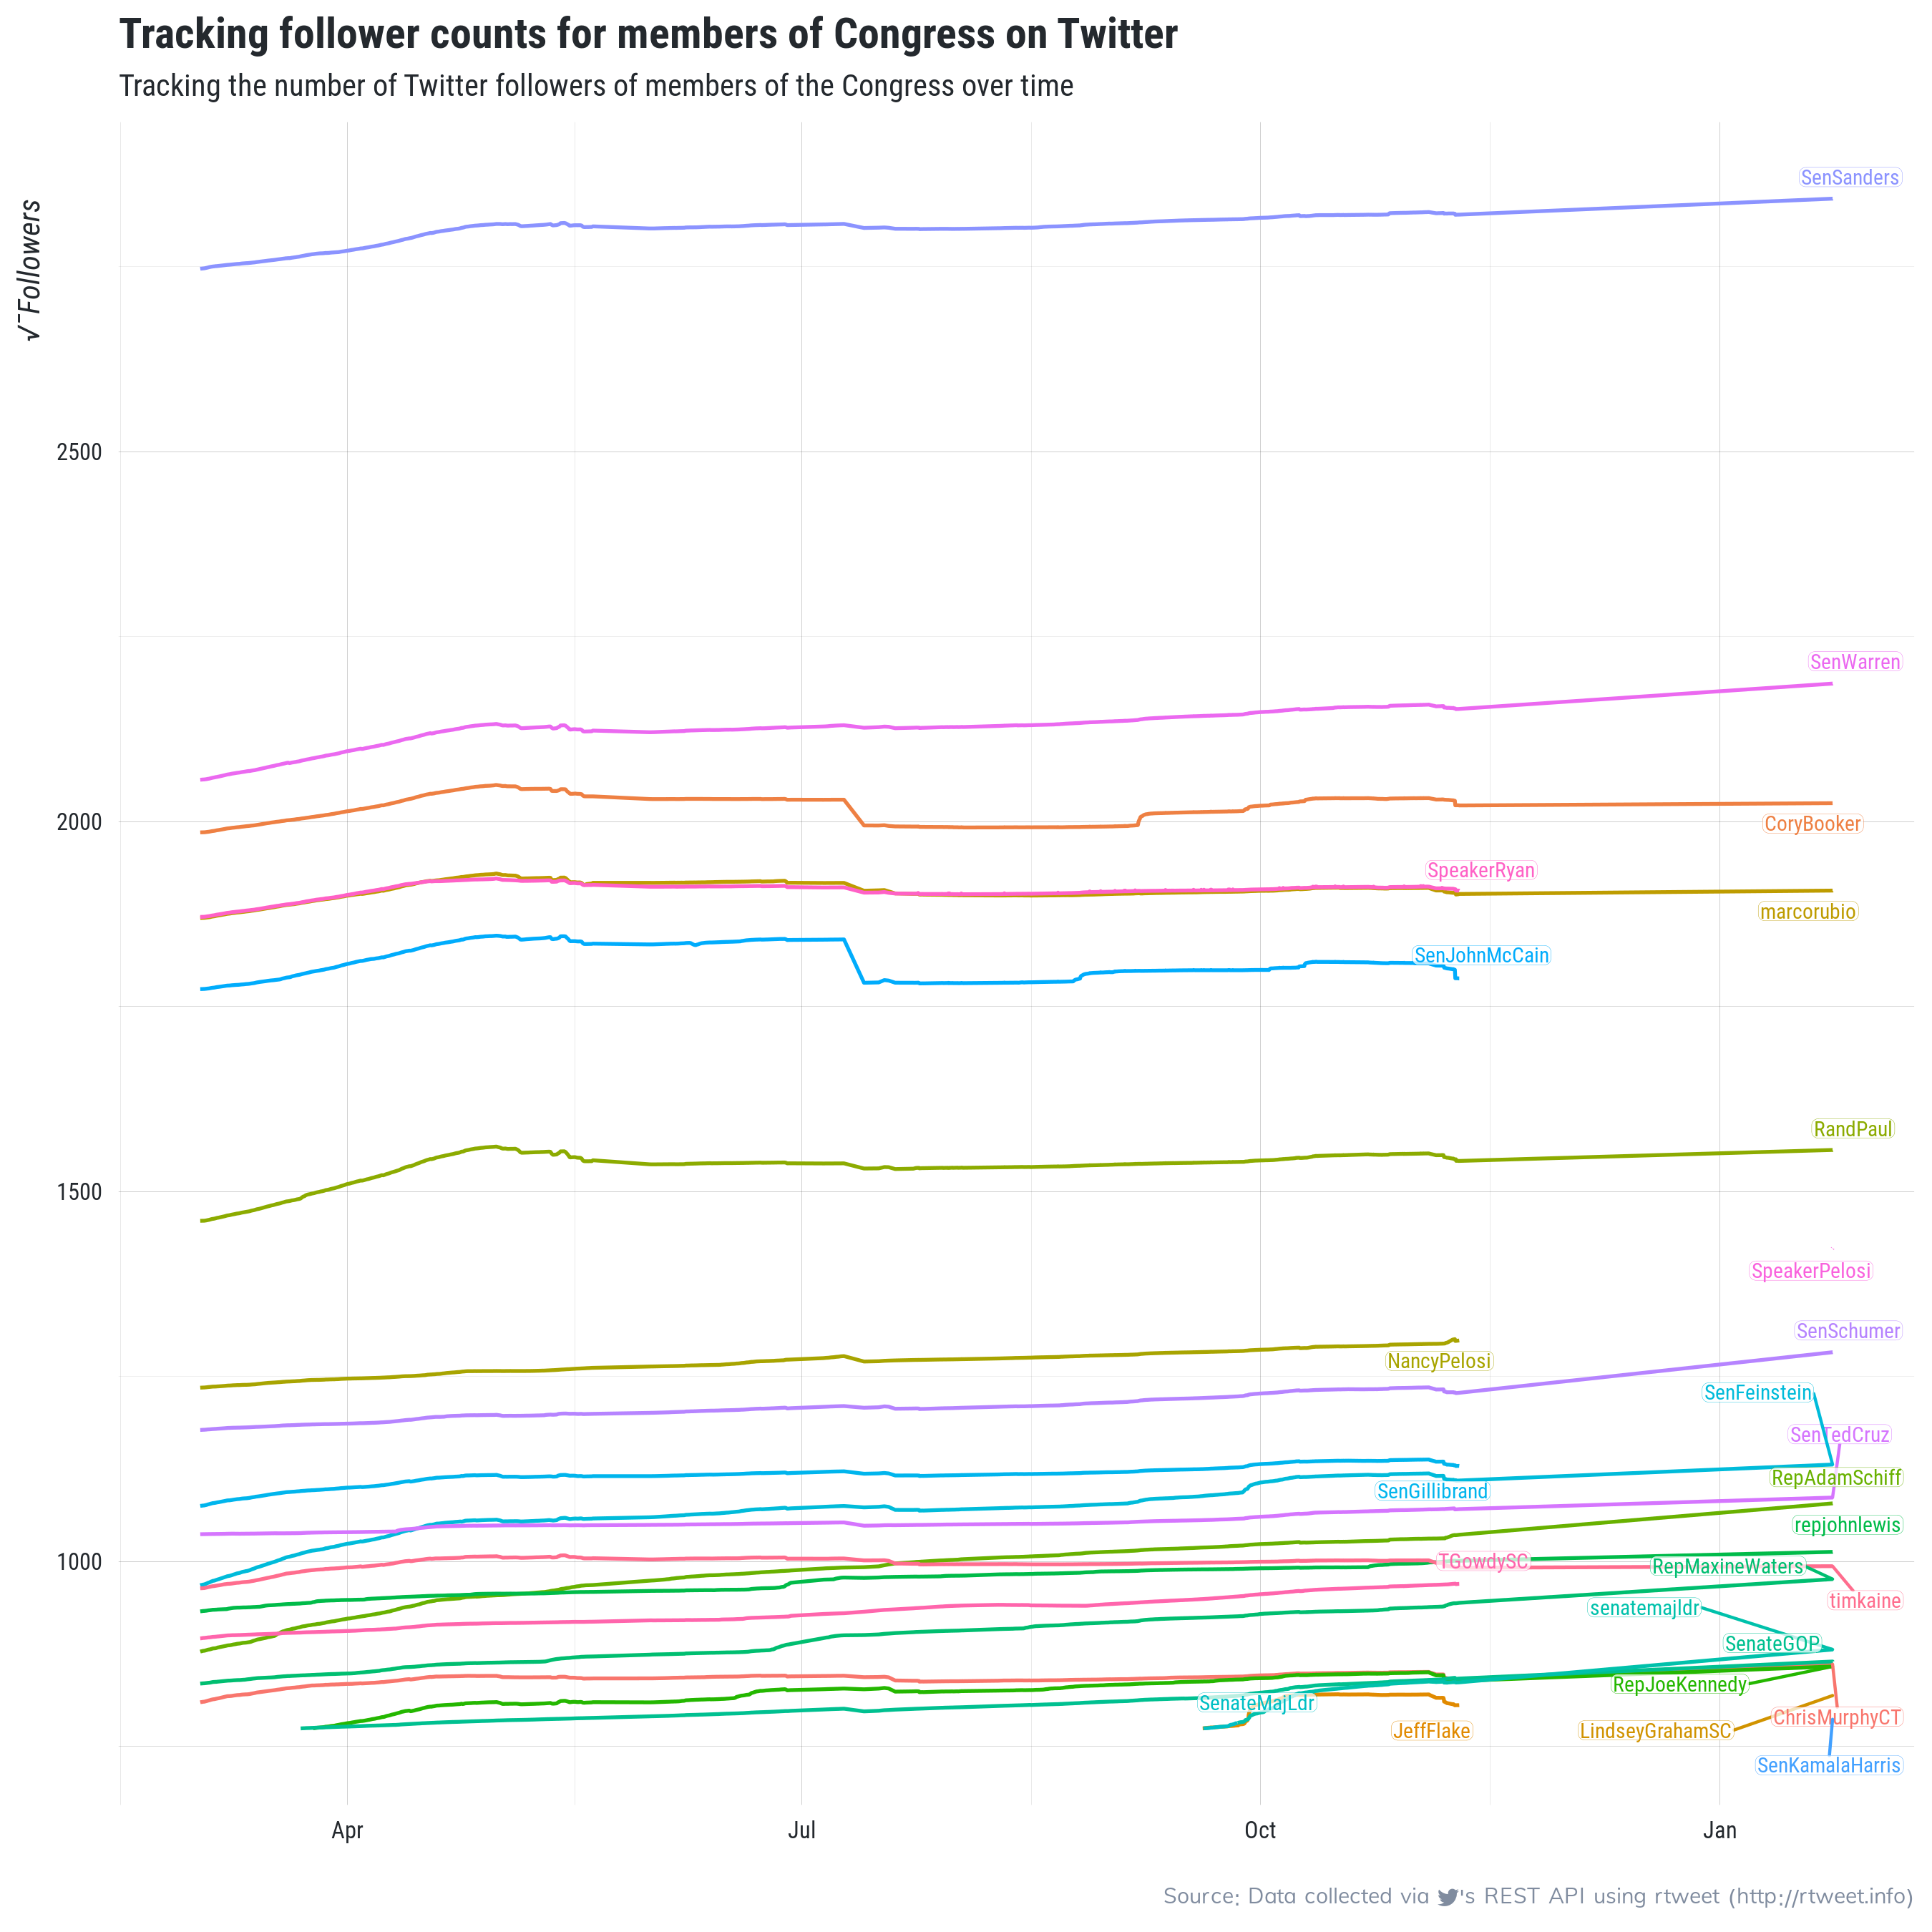 Tracking follower counts for members of Congress on Twitter
Tracking the number of Twitter followers of members of the Congress over time
√‾Followers
2500
2000
1500
1000
SenSanders
SenWarren
CoryBooker
SpeakerRyan
marcorubio
SenJohnMcCain
RandPaul
SpeakerPelosi
SenSchumer
NancyPelosi
SenFeinstein
SenTedCruz
RepAdamSchiff
SenGillibrand
repjohnlewis
TGowdySC
RepMaxineWaters
timkaine
senatemajldr
SenateGOP
RepJoeKennedy
SenateMajLdr
ChrisMurphyCT
JeffFlake
LindseyGrahamSC
SenKamalaHarris
Apr
Jul
Oct
Jan
Source: Data collected via 's REST API using rtweet (http://rtweet.info)